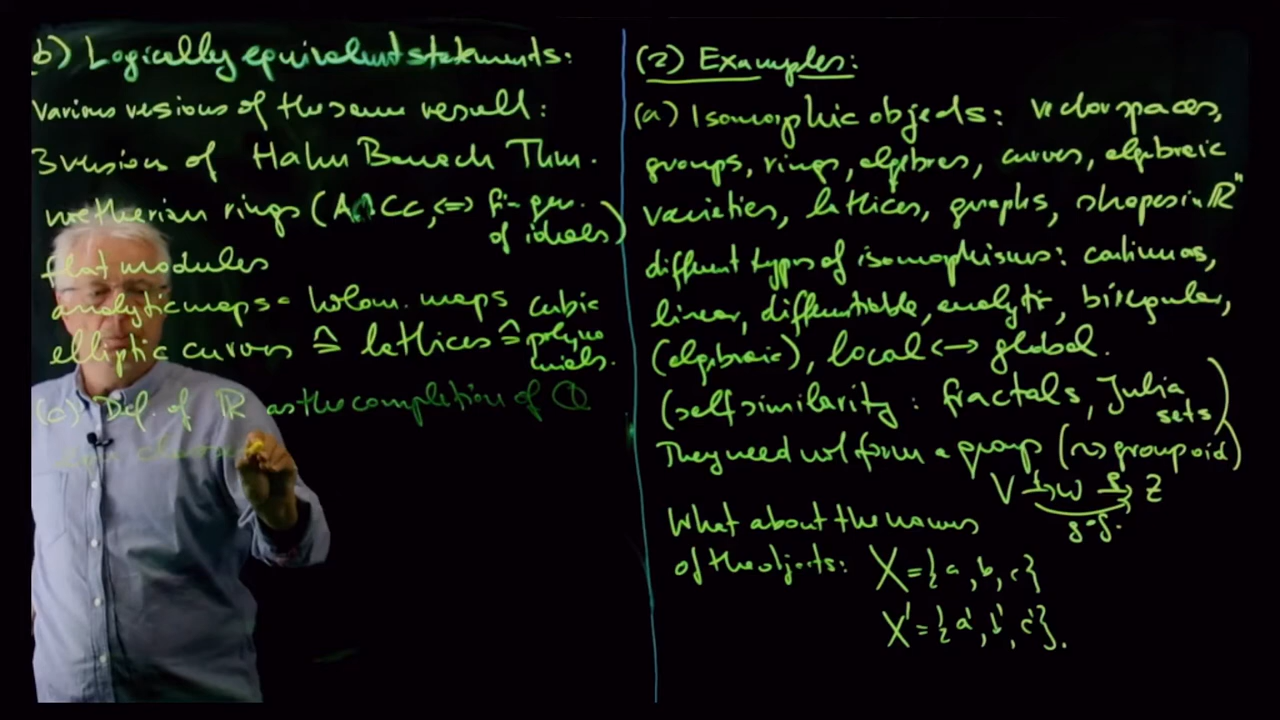 (b) Logically equivalent statements:
Various versions of the same result:
3 version of Hahn Banach Thm.
noetherian rings (ACC, <=> fin gen.
of ideals)
flat modules
analytic maps = holom. maps
elliptic curves ≙ lattices ≙ cubic
polyno
mials.
(c) Def. of ℝ as the completion of ℚ
(2) Examples:
(a) Isomorphic objects: vector spaces,
groups, rings, algebras, curves, algebraic
varieties, lattices, graphs, shapes in ℝⁿ
different types of isomorphisms: continuous,
linear, differentiable, analytic, biregular,
(algebraic), local <-> global.
(self similarity: fractals, Julia
sets)
They need not form a group (~> groupoid)
V f→ W g→ Z
g∘f.
What about the names
of the objects: X = {a, b, c}
X' = {a', b', c'}.